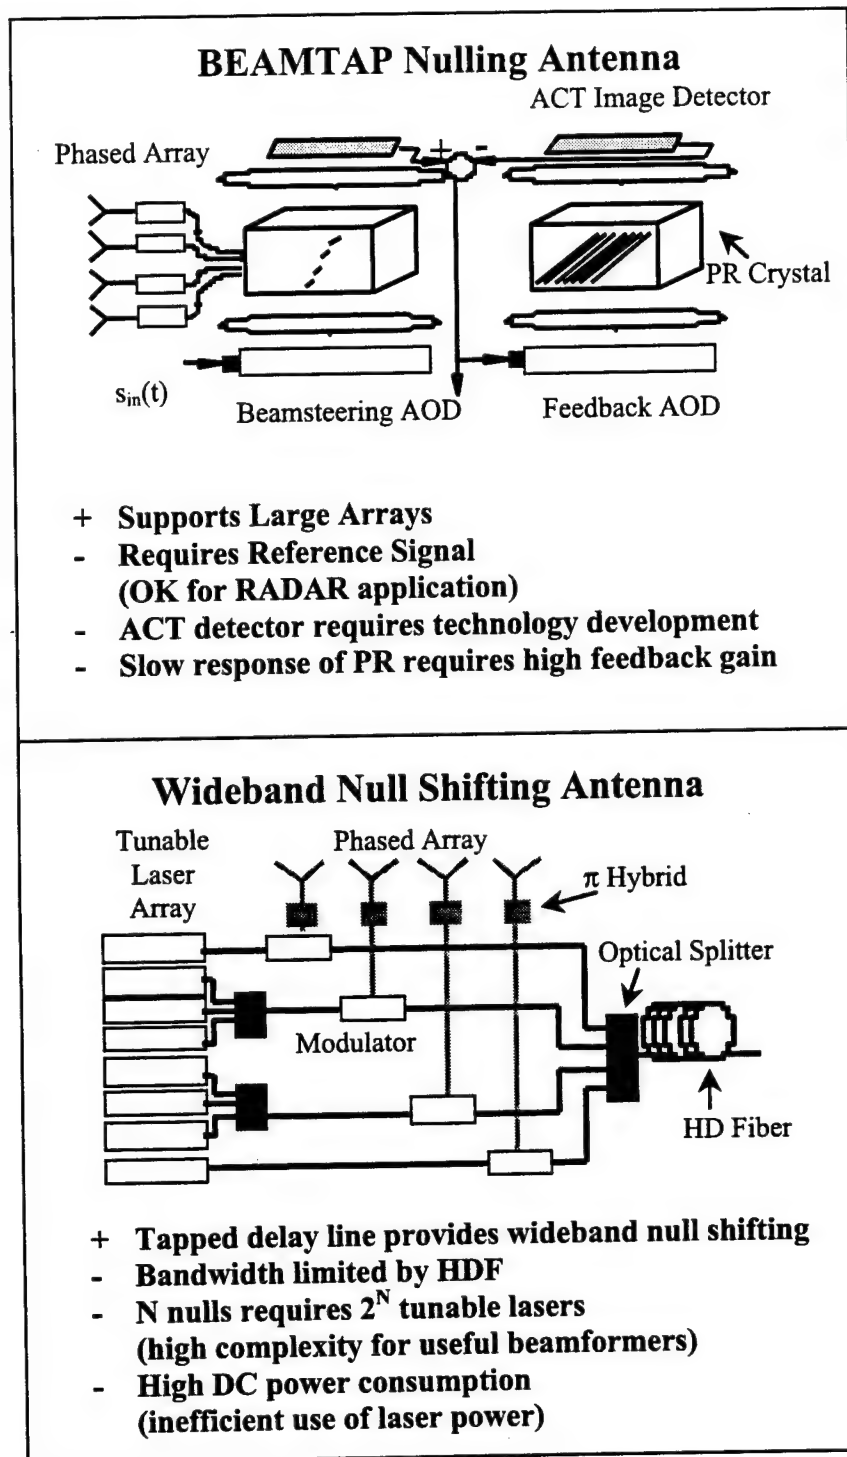 BEAMTAP Nulling Antenna
ACT Image Detector
Phased Array
+ -
PR Crystal
s_in(t)
Beamsteering AOD
Feedback AOD
+ Supports Large Arrays
- Requires Reference Signal
(OK for RADAR application)
- ACT detector requires technology development
- Slow response of PR requires high feedback gain
Wideband Null Shifting Antenna
Tunable
Laser
Array
Phased Array
π Hybrid
Optical Splitter
Modulator
HD Fiber
+ Tapped delay line provides wideband null shifting
- Bandwidth limited by HDF
- N nulls requires 2^N tunable lasers
(high complexity for useful beamformers)
- High DC power consumption
(inefficient use of laser power)